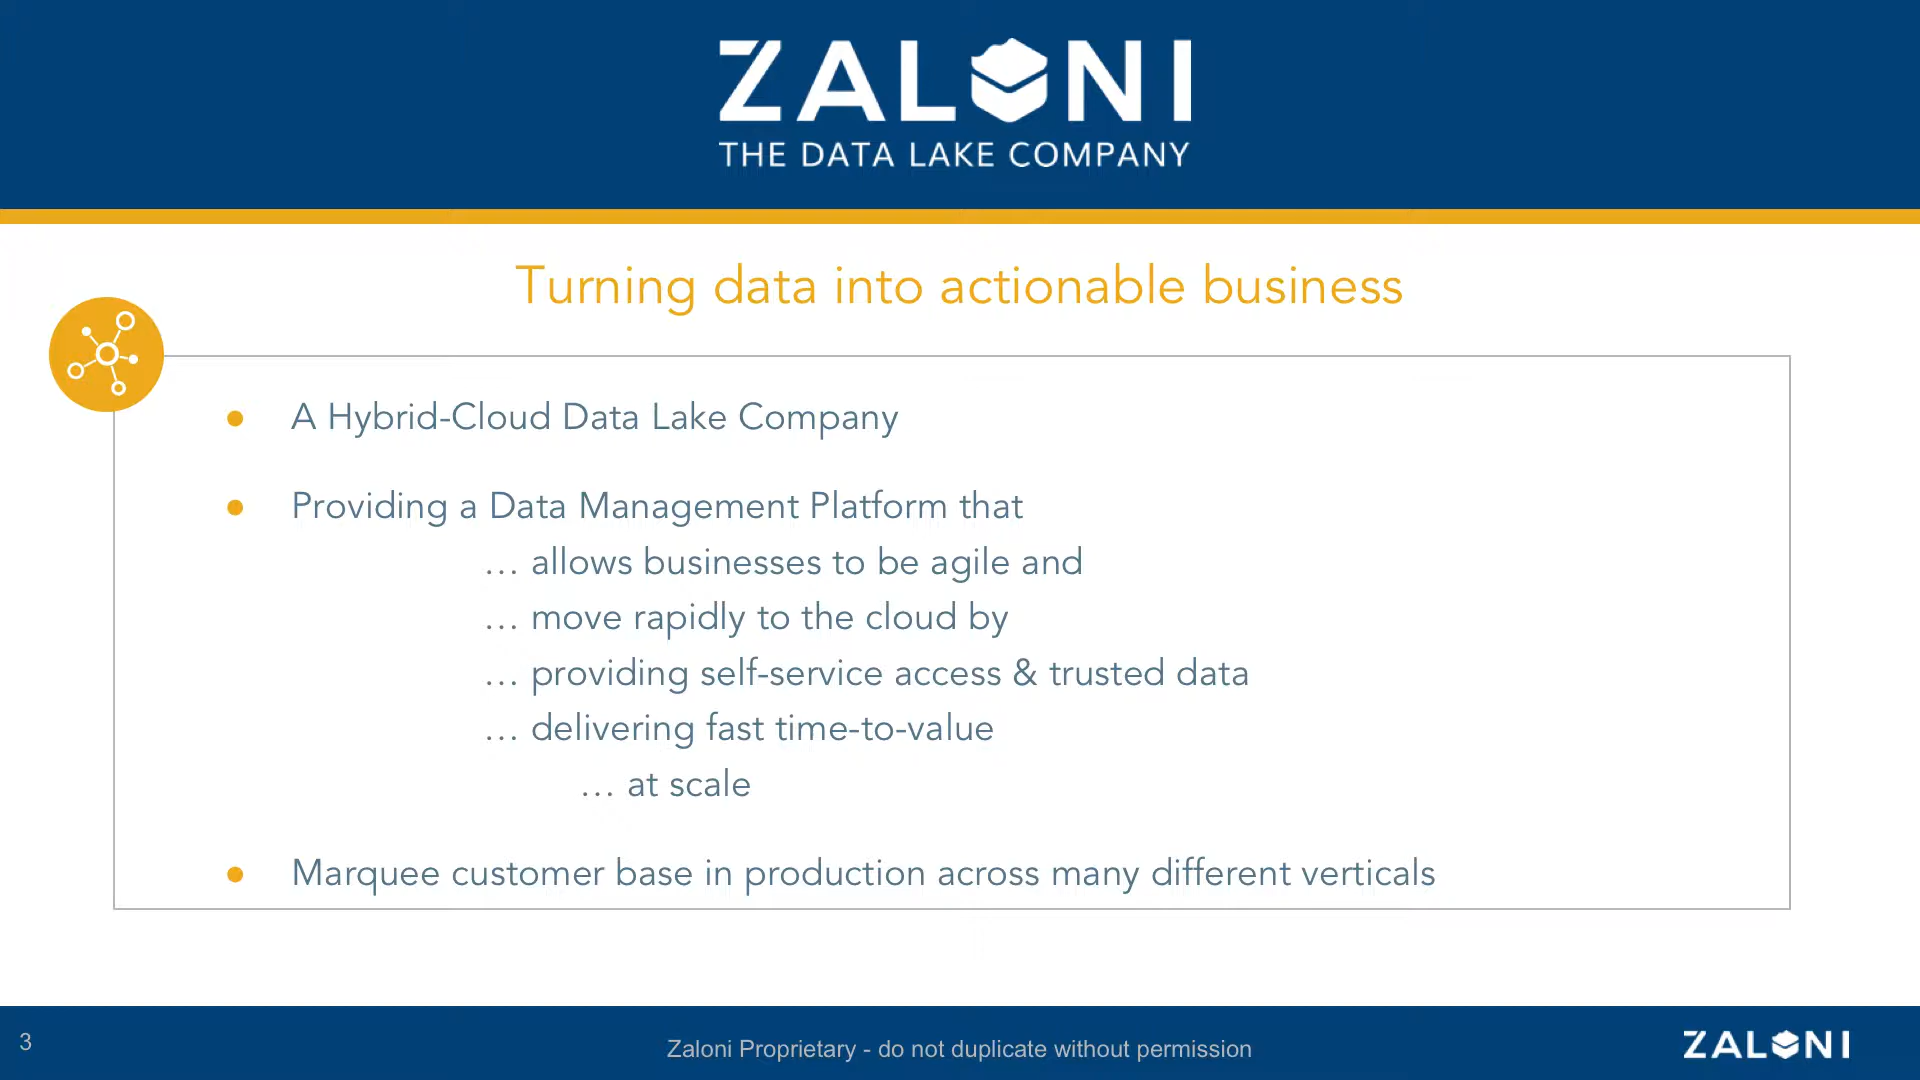 ZALONI
THE DATA LAKE COMPANY
Turning data into actionable business
● A Hybrid-Cloud Data Lake Company
● Providing a Data Management Platform that
… allows businesses to be agile and
… move rapidly to the cloud by
… providing self-service access & trusted data
… delivering fast time-to-value
… at scale
● Marquee customer base in production across many different verticals
3
Zaloni Proprietary - do not duplicate without permission
ZALONI